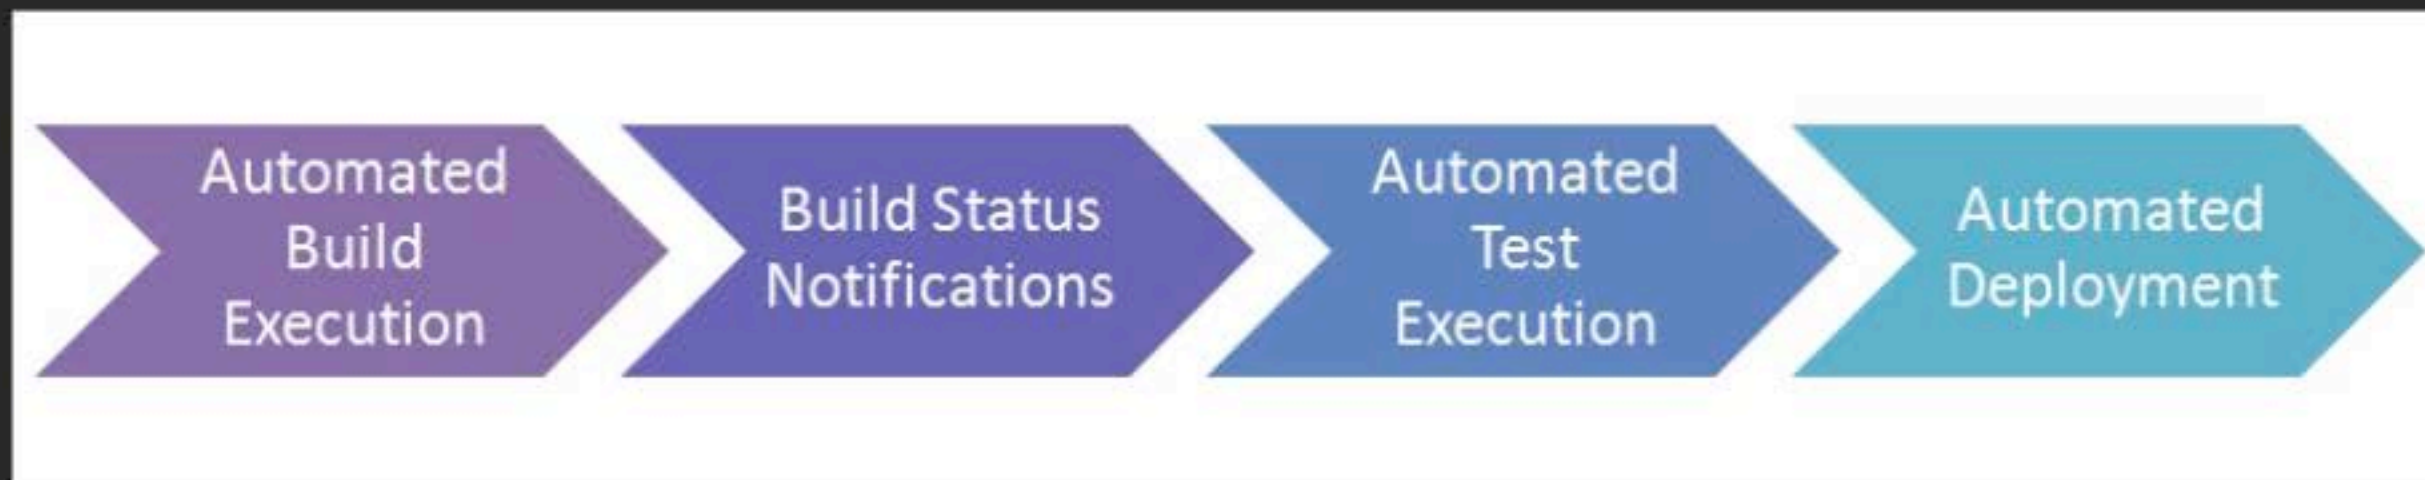 Automated
Build
Execution
Build Status
Notifications
Automated
Test
Execution
Automated
Deployment